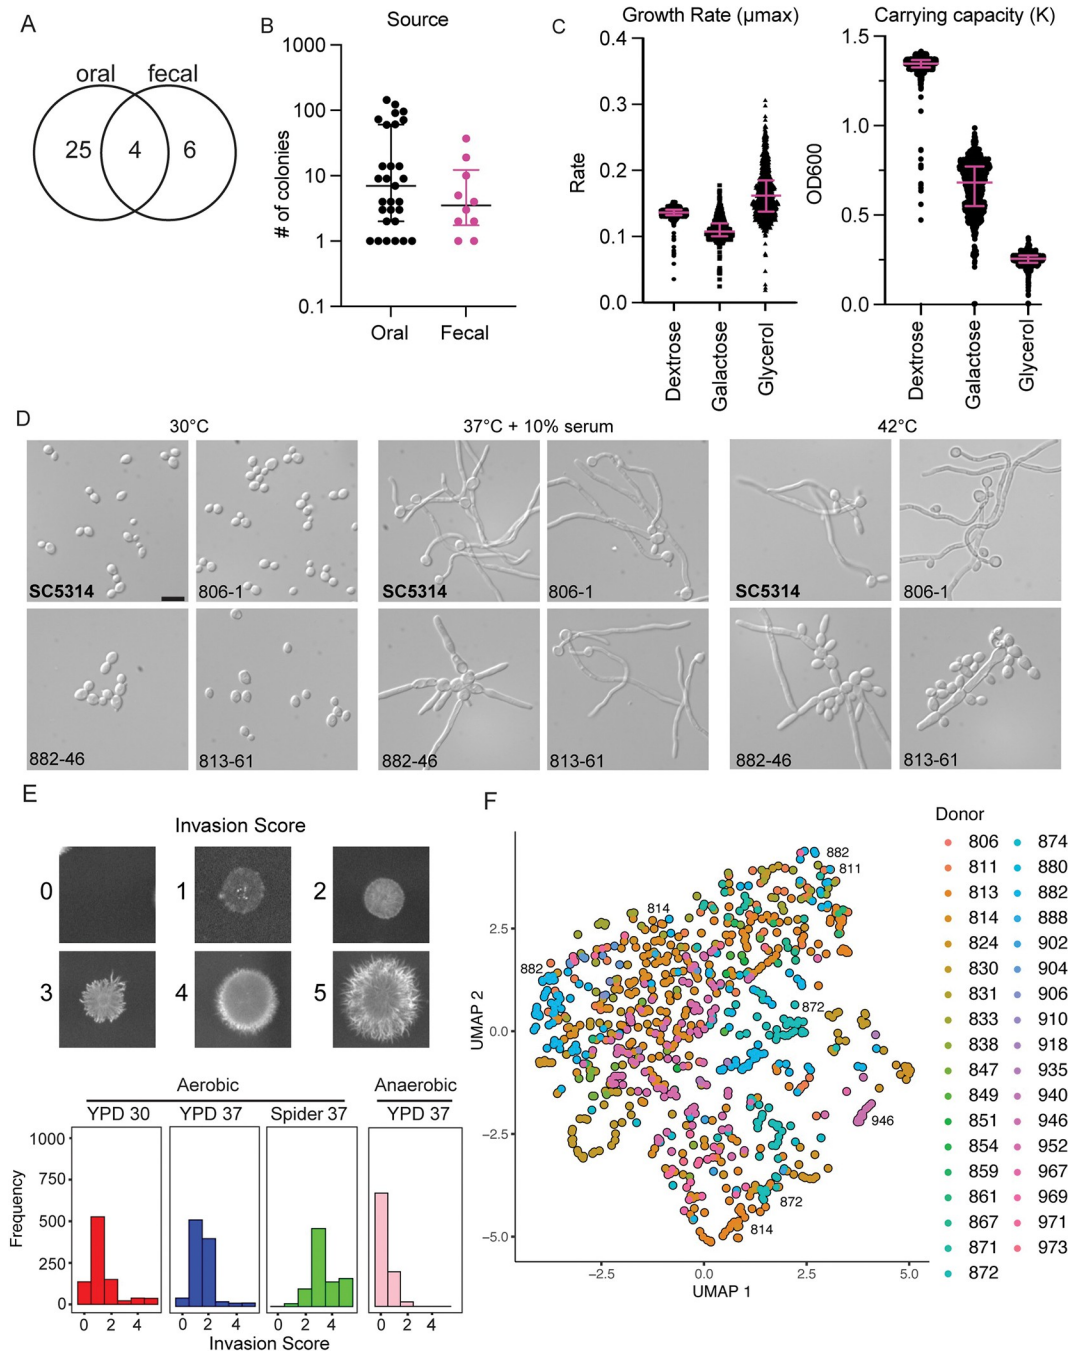 A
oral fecal
25 4 6
B
Source
# of colonies
1000
100
10
1
0.1
Oral Fecal
C
Growth Rate (µmax)
Rate
0.4
0.3
0.2
0.1
0.0
Dextrose
Galactose
Glycerol
Carrying capacity (K)
OD600
1.5
1.0
0.5
0.0
Dextrose
Galactose
Glycerol
D
30°C 37°C + 10% serum 42°C
SC5314 806-1 SC5314 806-1 SC5314 806-1
882-46 813-61 882-46 813-61 882-46 813-61
E
Invasion Score
0 1 2
3 4 5
Aerobic Anaerobic
YPD 30 YPD 37 Spider 37 YPD 37
Frequency
1000
750
500
250
0
0 2 4 0 2 4 0 2 4 0 2 4
Invasion Score
F
UMAP 2
2.5
0.0
−2.5
−5.0
882
811
814
882
872
946
872
814
−2.5 0.0 2.5 5.0
UMAP 1
Donor
806 874
811 880
813 882
814 888
824 902
830 904
831 906
833 910
838 918
847 935
849 940
851 946
854 952
859 967
861 969
867 971
871 973
872